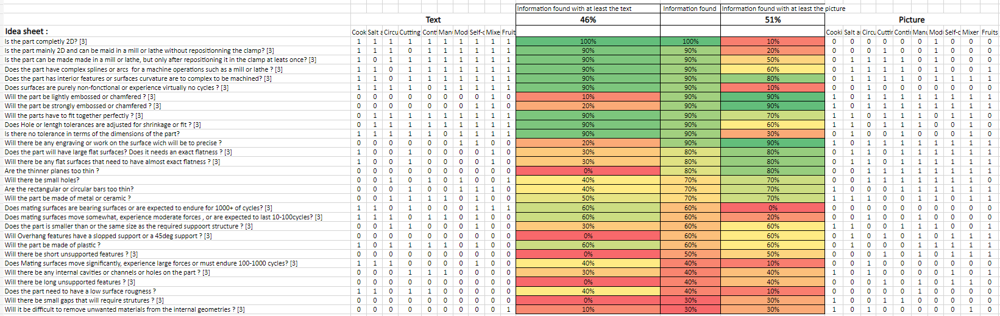 Information found with at least the text Information found Information found with at least the picture
Text 46% 51% Picture
Idea sheet : Cook Salt a Circu Cutting Conti Mani Mod Self-c Mixe Fruit Cooki Salt a Circu Cuttir Conti Manu Mod Self-c Mixer Fruits
Is the part completly 2D? [3] 1 1 1 1 1 1 1 1 1 1 100% 100% 10% 0 0 0 0 0 0 1 0 0 0
Is the part mainly 2D and can be maid in a mill or lathe without repositionning the clamp? [3] 1 1 1 0 1 1 1 1 1 1 90% 90% 20% 0 0 0 1 0 0 1 0 0 0
Is the part can be made made in a mill or lathe, but only after repositioning it in the clamp at leats once? [3] 1 0 1 1 1 1 1 1 1 1 90% 90% 50% 0 1 1 1 1 0 1 0 0 0
Does the part have complex splines or arcs for a machine operations such as a mill or lathe ? [3] 1 1 0 1 1 1 1 1 1 1 90% 90% 60% 0 1 1 1 1 0 1 0 0 1
Does the part has interior features or surfaces curvature are to complex to be machined? [3] 1 1 0 1 1 1 1 1 1 1 90% 90% 80% 0 1 1 1 1 0 1 1 1 1
Does surfaces are purely non-fonctional or experience virtually no cycles ? [3] 1 1 1 1 0 1 1 1 1 1 90% 90% 10% 0 0 0 0 1 0 0 0 0 0
Will the part be lightly embossed or chamfered ? [3] 0 0 0 0 0 0 0 0 1 0 10% 90% 90% 1 0 1 1 1 1 1 1 1 1
Will the part be strongly embossed or chamfered ? [3] 0 0 0 0 0 0 0 1 1 0 20% 90% 90% 1 1 0 1 1 1 1 1 1 1
Will the parts have to fit together perfectly ? [3] 0 1 1 1 1 1 1 1 1 1 90% 90% 70% 1 1 0 1 1 1 0 1 1 0
Does Hole or lentgh tolerances are adjusted for shrinkage or fit ? [3] 0 1 1 1 1 1 1 1 1 1 90% 90% 60% 0 1 0 1 1 1 0 1 1 0
Is there no tolerance in terms of the dimensions of the part? 1 1 1 1 1 0 1 1 1 1 90% 90% 30% 0 1 0 0 1 0 0 0 1 0
Will there be any engraving or work on the surface wich will be to precise ? 0 0 0 0 0 0 1 1 0 0 20% 90% 90% 1 0 1 1 1 1 1 1 1 1
Does the part will have large flat surfaces? Does it needs an exact flatness ? [3] 1 0 0 1 0 0 0 0 1 0 30% 80% 80% 0 1 1 0 1 1 1 1 1 1
Will there be any flat surfaces that need to have almost exact flatness ? [3] 1 0 0 1 0 0 0 0 1 0 30% 80% 80% 0 0 1 1 1 1 1 1 1 1
Are the thinner planes too thin ? 0 0 0 0 0 0 0 0 0 0 0% 80% 80% 0 0 1 1 1 1 1 1 1 1
Will there be small holes? 0 0 1 0 1 0 1 0 0 1 40% 70% 70% 0 0 1 1 1 1 1 1 1 0
Are the rectangular or circular bars too thin? 0 0 1 0 0 1 1 1 0 40% 70% 70% 0 0 1 0 1 1 1 1 1 1
Will the part be made of metal or ceramic ? 0 0 1 1 1 1 0 1 0 0 50% 70% 70% 1 1 1 0 0 1 1 0 1 1
Does mating surfaces are bearing surfaces or are expected to endure for 1000+ of cycles? [3] 1 1 0 1 0 0 0 1 1 1 60% 60% 0% 0 0 0 0 0 0 0 0 0 0
Does mating surfaces move somewhat, experience moderate forces , or are expected to last 10-100cycles? [3] 1 1 1 0 1 1 0 1 0 0 60% 60% 20% 0 0 1 0 0 1 0 0 0 0
Does the part is smaller than or the same size as the required suppoort structure ? [3] 0 0 1 1 0 0 0 1 0 0 30% 60% 60% 1 1 0 0 1 1 1 0 0 1
Will Overhang features have a slopped support or a 45deg support ? [3] 0 0 0 0 0 0 0 0 0 0 0% 60% 60% 0 1 0 1 0 1 0 1 1 1
Will the part be made of plastic ? 1 0 1 1 1 1 0 1 0 0 60% 60% 60% 0 1 0 0 0 1 1 1 1 1
Will there be short unsupported features ? [3] 0 0 0 0 0 0 0 0 0 0 0% 50% 50% 0 0 0 1 0 1 0 1 1 1
Does Mating surfaces move significantly, experience large forces or must endure 100-1000 cycles? [3] 1 1 1 0 0 0 0 1 0 0 40% 40% 10% 0 0 1 0 0 0 0 0 0 0
Will there be any internal cavities or channels or holes on the part ? [3] 0 0 0 1 1 1 0 0 0 0 30% 40% 40% 1 0 1 0 0 0 0 0 1 1
Will there be long unsupported features ? [3] 0 0 0 0 0 0 0 0 0 0 0% 40% 40% 0 0 0 1 0 1 0 1 1 0
Does the part need to have a low surface rougness ? 1 1 0 1 1 0 0 0 0 0 40% 40% 10% 0 0 0 0 0 1 0 0 0 0
Will there be small gaps that will require strutures ? [3] 0 0 0 0 0 0 0 0 0 0 0% 30% 30% 1 0 0 1 1 0 0 0 0 0
Will it be difficult to remove unwanted materials from the internal geometries ? [3] 0 0 0 0 0 0 0 0 0 1 10% 30% 30% 1 0 1 0 0 0 0 0 1 0